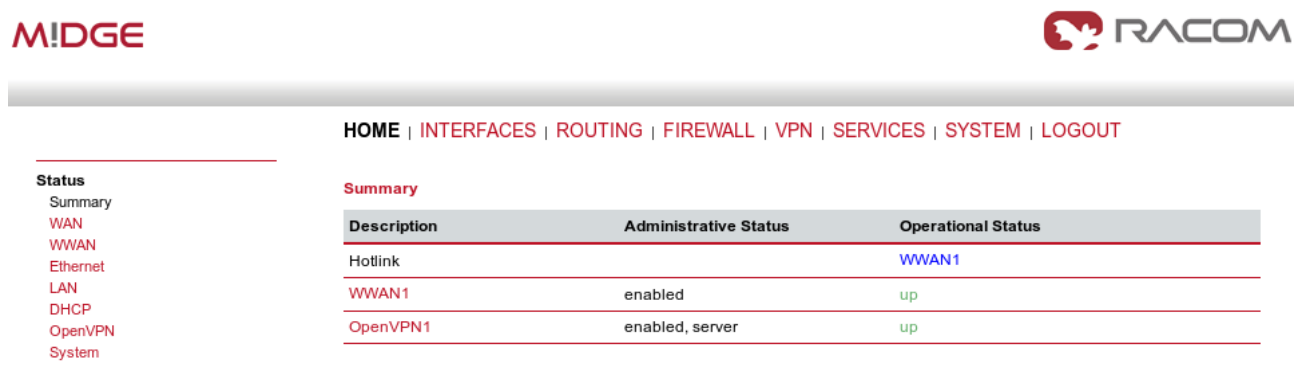 M!DGE RACOM
HOME | INTERFACES | ROUTING | FIREWALL | VPN | SERVICES | SYSTEM | LOGOUT
Status
Summary
WAN
WWAN
Ethernet
LAN
DHCP
OpenVPN
System
Summary
Description Administrative Status Operational Status
Hotlink WWAN1
WWAN1 enabled up
OpenVPN1 enabled, server up